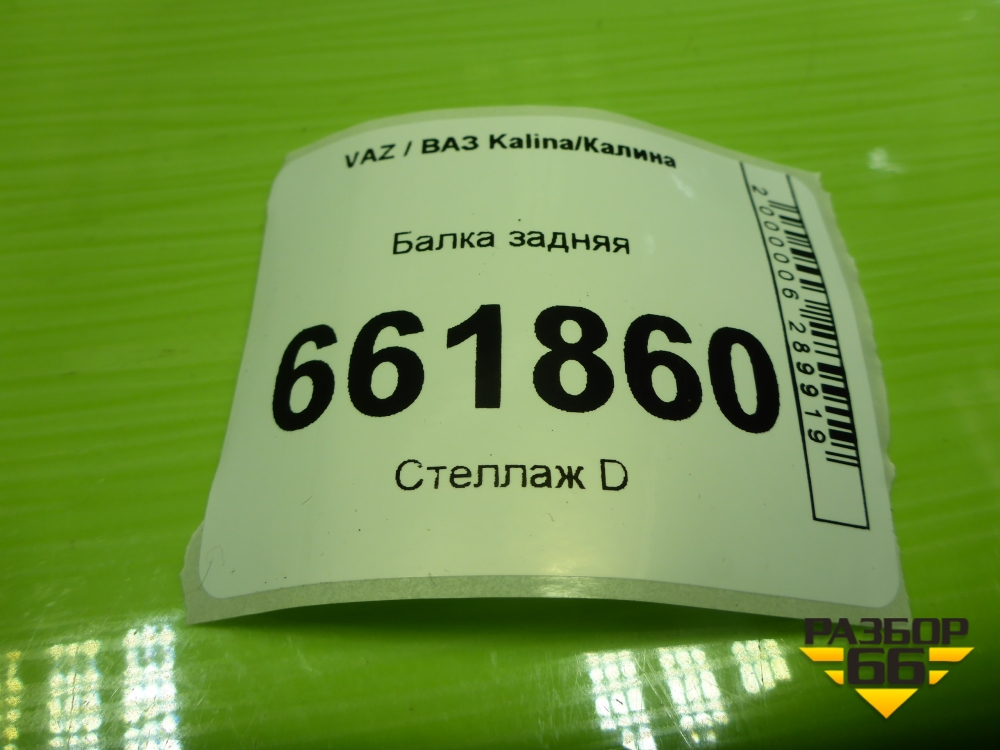 VAZ / ВАЗ Kalina/Калина
Балка задняя
661860
Стеллаж D
2000006289919
РАЗБОР
66